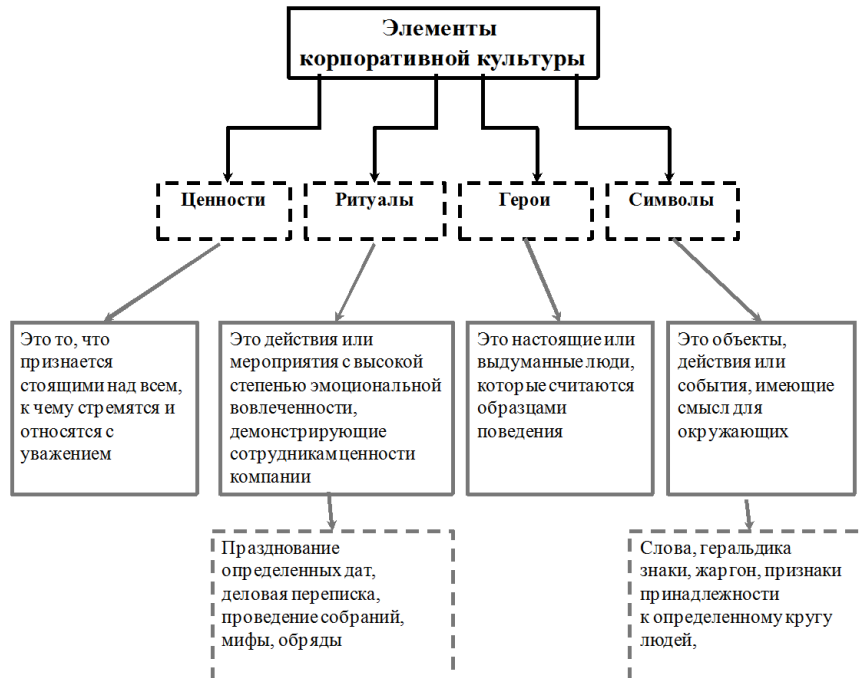 Элементы
корпоративной культуры
Ценности
Ритуалы
Герои
Символы
Это то, что
признается
стоящими над всем,
к чему стремятся и
относятся с
уважением
Это действия или
мероприятия с высокой
степенью эмоциональной
вовлеченности,
демонстрирующие
сотрудникам ценности
компании
Это настоящие или
выдуманные люди,
которые считаются
образцами
поведения
Это объекты,
действия или
события, имеющие
смысл для
окружающих
Празднование
определенных дат,
деловая переписка,
проведение собраний,
мифы, обряды
Слова, геральдика
знаки, жаргон, признаки
принадлежности
к определенному кругу
людей,